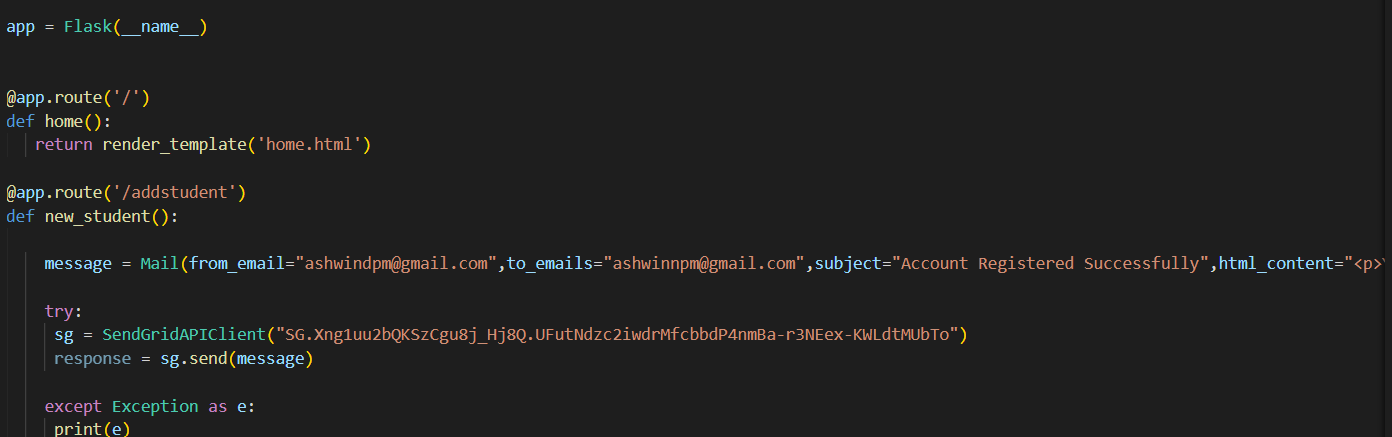 app = Flask(__name__)
@app.route('/')
def home():
return render_template('home.html')
@app.route('/addstudent')
def new_student():
message = Mail(from_email="ashwindpm@gmail.com",to_emails="ashwinnpm@gmail.com",subject="Account Registered Successfully",html_content="<p>
try:
sg = SendGridAPIClient("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")
response = sg.send(message)
except Exception as e:
print(e)